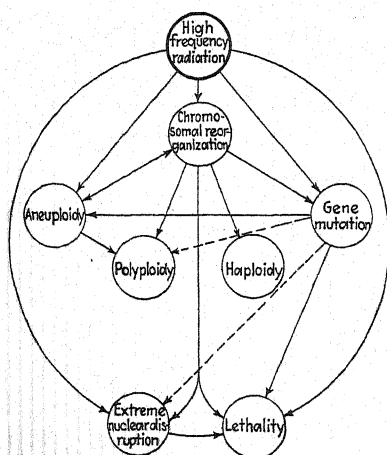 High
frequency
radiation
Chromo-
somal reor-
ganization
Aneuploidy
Gene
mutation
Polyploidy
Haploidy
Extreme
nuclear dis-
ruption
Lethality